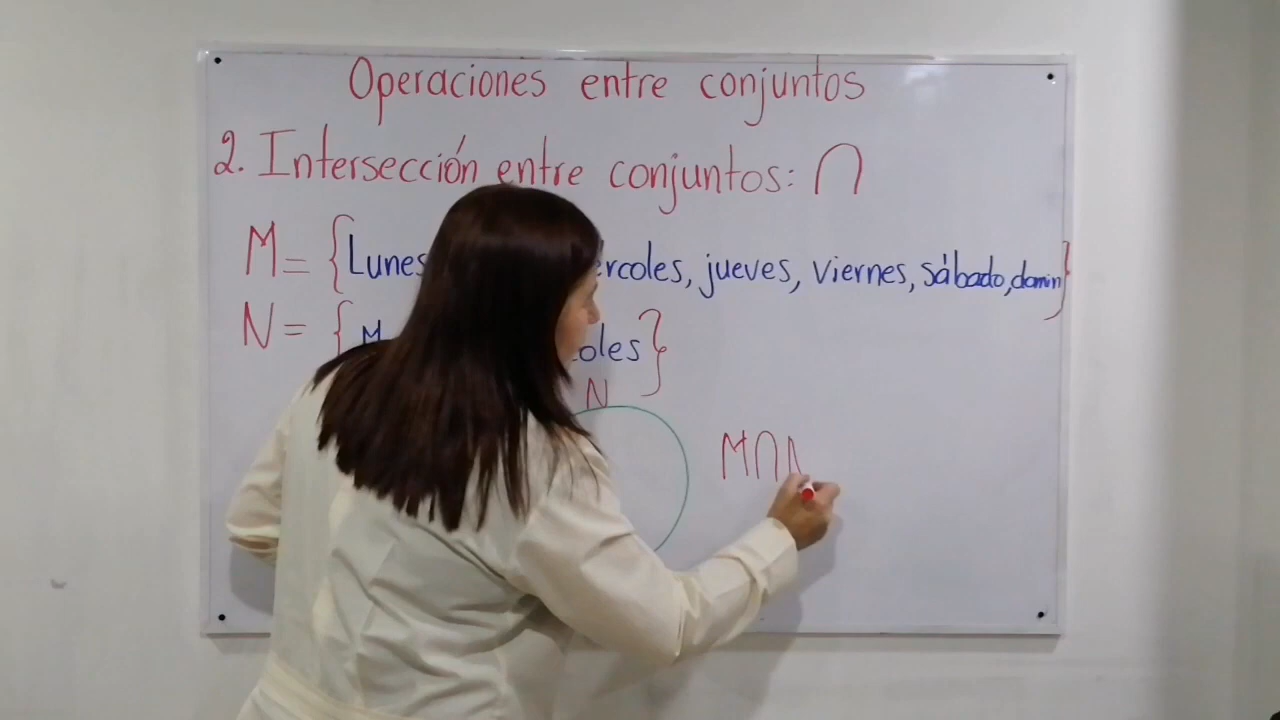 Operaciones entre conjuntos
2. Intersección entre conjuntos: ∩
M = { Lunes ercoles, jueves, viernes, sábado, domin }
N = { M oles }
N
M ∩ N